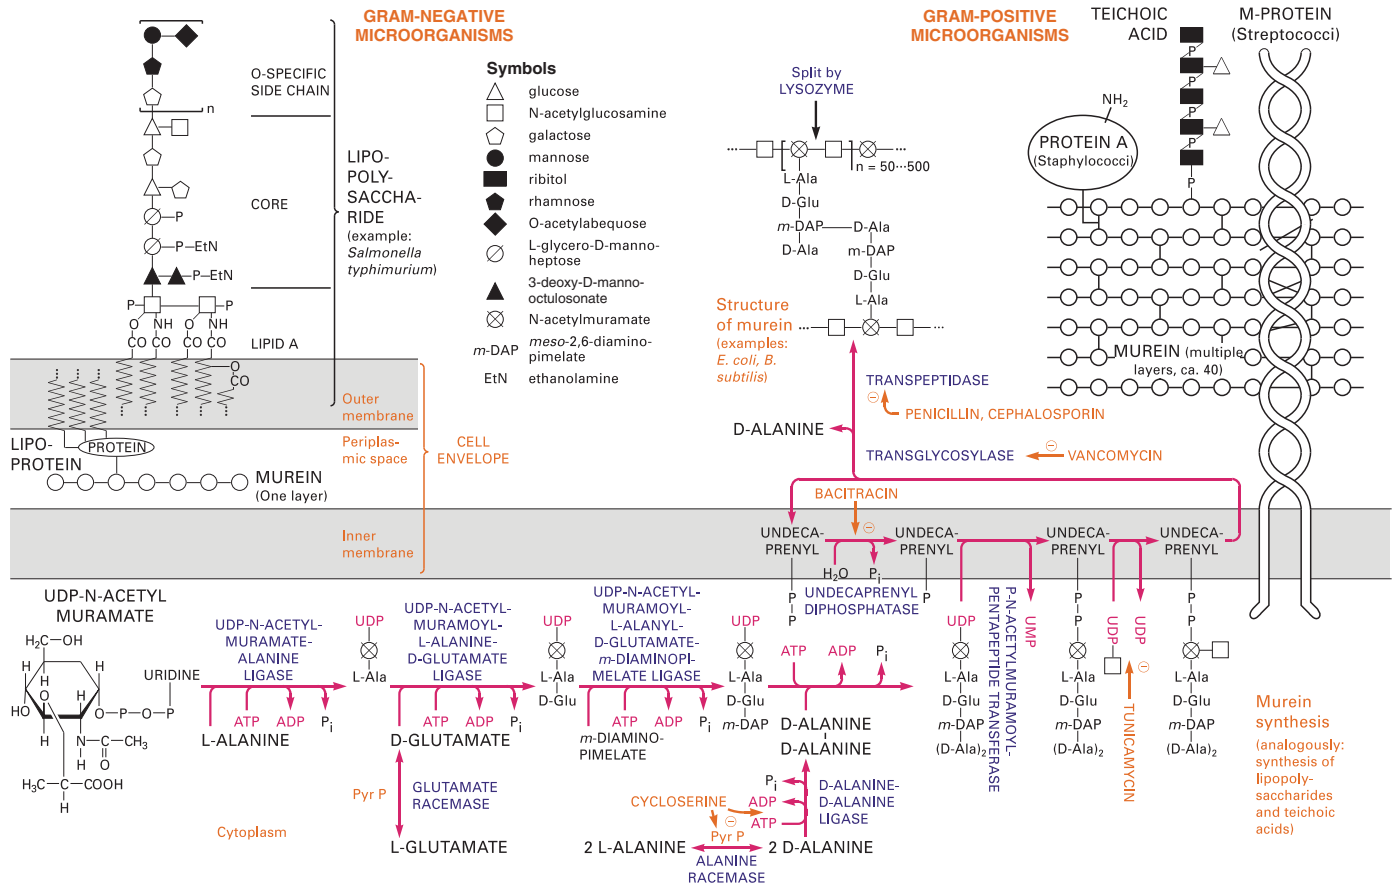 GRAM-NEGATIVE
MICROORGANISMS
GRAM-POSITIVE
MICROORGANISMS
TEICHOIC
ACID
M-PROTEIN
(Streptococci)
O-SPECIFIC
SIDE CHAIN
n
CORE
LIPID A
LIPO-
POLY-
SACCHA-
RIDE
(example:
Salmonella
typhimurium)
P
P–EtN
P–EtN
P
P
O
NH
O
NH
CO
CO
CO
CO
O
CO
Symbols
glucose
N-acetylglucosamine
galactose
mannose
ribitol
rhamnose
O-acetylabequose
L-glycero-D-manno-
heptose
3-deoxy-D-manno-
octulosonate
N-acetylmuramate
m-DAP meso-2,6-diamino-
pimelate
EtN ethanolamine
Outer
membrane
Periplas-
mic space
CELL
ENVELOPE
Inner
membrane
LIPO-
PROTEIN
PROTEIN
MUREIN
(One layer)
Split by
LYSOZYME
n = 50···500
L-Ala
D-Glu
m-DAP
D-Ala
D-Ala
m-DAP
D-Glu
L-Ala
Structure
of murein
(examples:
E. coli, B.
subtilis)
NH2
PROTEIN A
(Staphylococci)
P
P
P
P
P
MUREIN (multiple
layers, ca. 40)
TRANSPEPTIDASE
PENICILLIN, CEPHALOSPORIN
D-ALANINE
TRANSGLYCOSYLASE
VANCOMYCIN
BACITRACIN
UNDECA-
PRENYL
UNDECA-
PRENYL
UNDECA-
PRENYL
UNDECA-
PRENYL
H2O
Pi
UNDECAPRENYL
DIPHOSPHATASE
P
P
P
P
P
P
P
UDP-N-ACETYL
MURAMATE
H2C–OH
H
O
H
HO
H
H
O
H
H
N
O–P–O–P
URIDINE
C–CH3
O
H3C–C–COOH
H
UDP-N-ACETYL-
MURAMATE-
ALANINE
LIGASE
L-ALANINE
ATP
ADP
Pi
UDP
L-Ala
UDP-N-ACETYL-
MURAMOYL-
L-ALANINE-
D-GLUTAMATE
LIGASE
D-GLUTAMATE
ATP
ADP
Pi
Pyr P
GLUTAMATE
RACEMASE
L-GLUTAMATE
Cytoplasm
UDP
L-Ala
D-Glu
UDP-N-ACETYL-
MURAMOYL-
L-ALANYL-
D-GLUTAMATE-
m-DIAMINOPI-
MELATE LIGASE
m-DIAMINO-
PIMELATE
ATP
ADP
Pi
UDP
L-Ala
D-Glu
m-DAP
ATP
ADP
Pi
D-ALANINE
D-ALANINE
Pi
ADP
ATP
D-ALANINE-
D-ALANINE
LIGASE
CYCLOSERINE
Pyr P
2 L-ALANINE
2 D-ALANINE
ALANINE
RACEMASE
UDP
L-Ala
D-Glu
m-DAP
(D-Ala)2
P-N-ACETYLMURAMOYL-
PENTAPEPTIDE TRANSFERASE
UMP
L-Ala
D-Glu
m-DAP
(D-Ala)2
UDP
UDP
TUNICAMYCIN
L-Ala
D-Glu
m-DAP
(D-Ala)2
Murein
synthesis
(analogously:
synthesis of
lipopoly-
saccharides
and teichoic
acids)